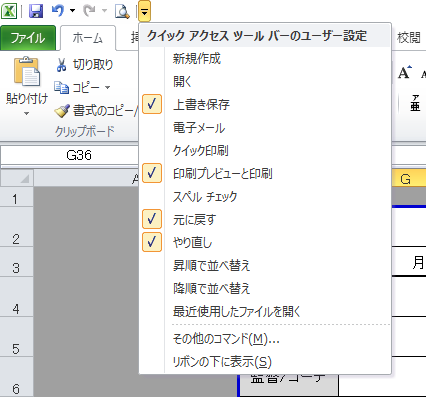 クイック アクセス ツール バーのユーザー設定
ファイル
ホーム
校閲
新規作成
開く
上書き保存
電子メール
クイック印刷
印刷プレビューと印刷
スペル チェック
元に戻す
やり直し
昇順で並べ替え
降順で並べ替え
最近使用したファイルを開く
その他のコマンド(M)...
リボンの下に表示(S)
貼り付け
切り取り
コピー
書式のコピー/
クリップボード
A
ア
亜
G36
A
G
1
2
3
月
4
5
6
監督/コーチ